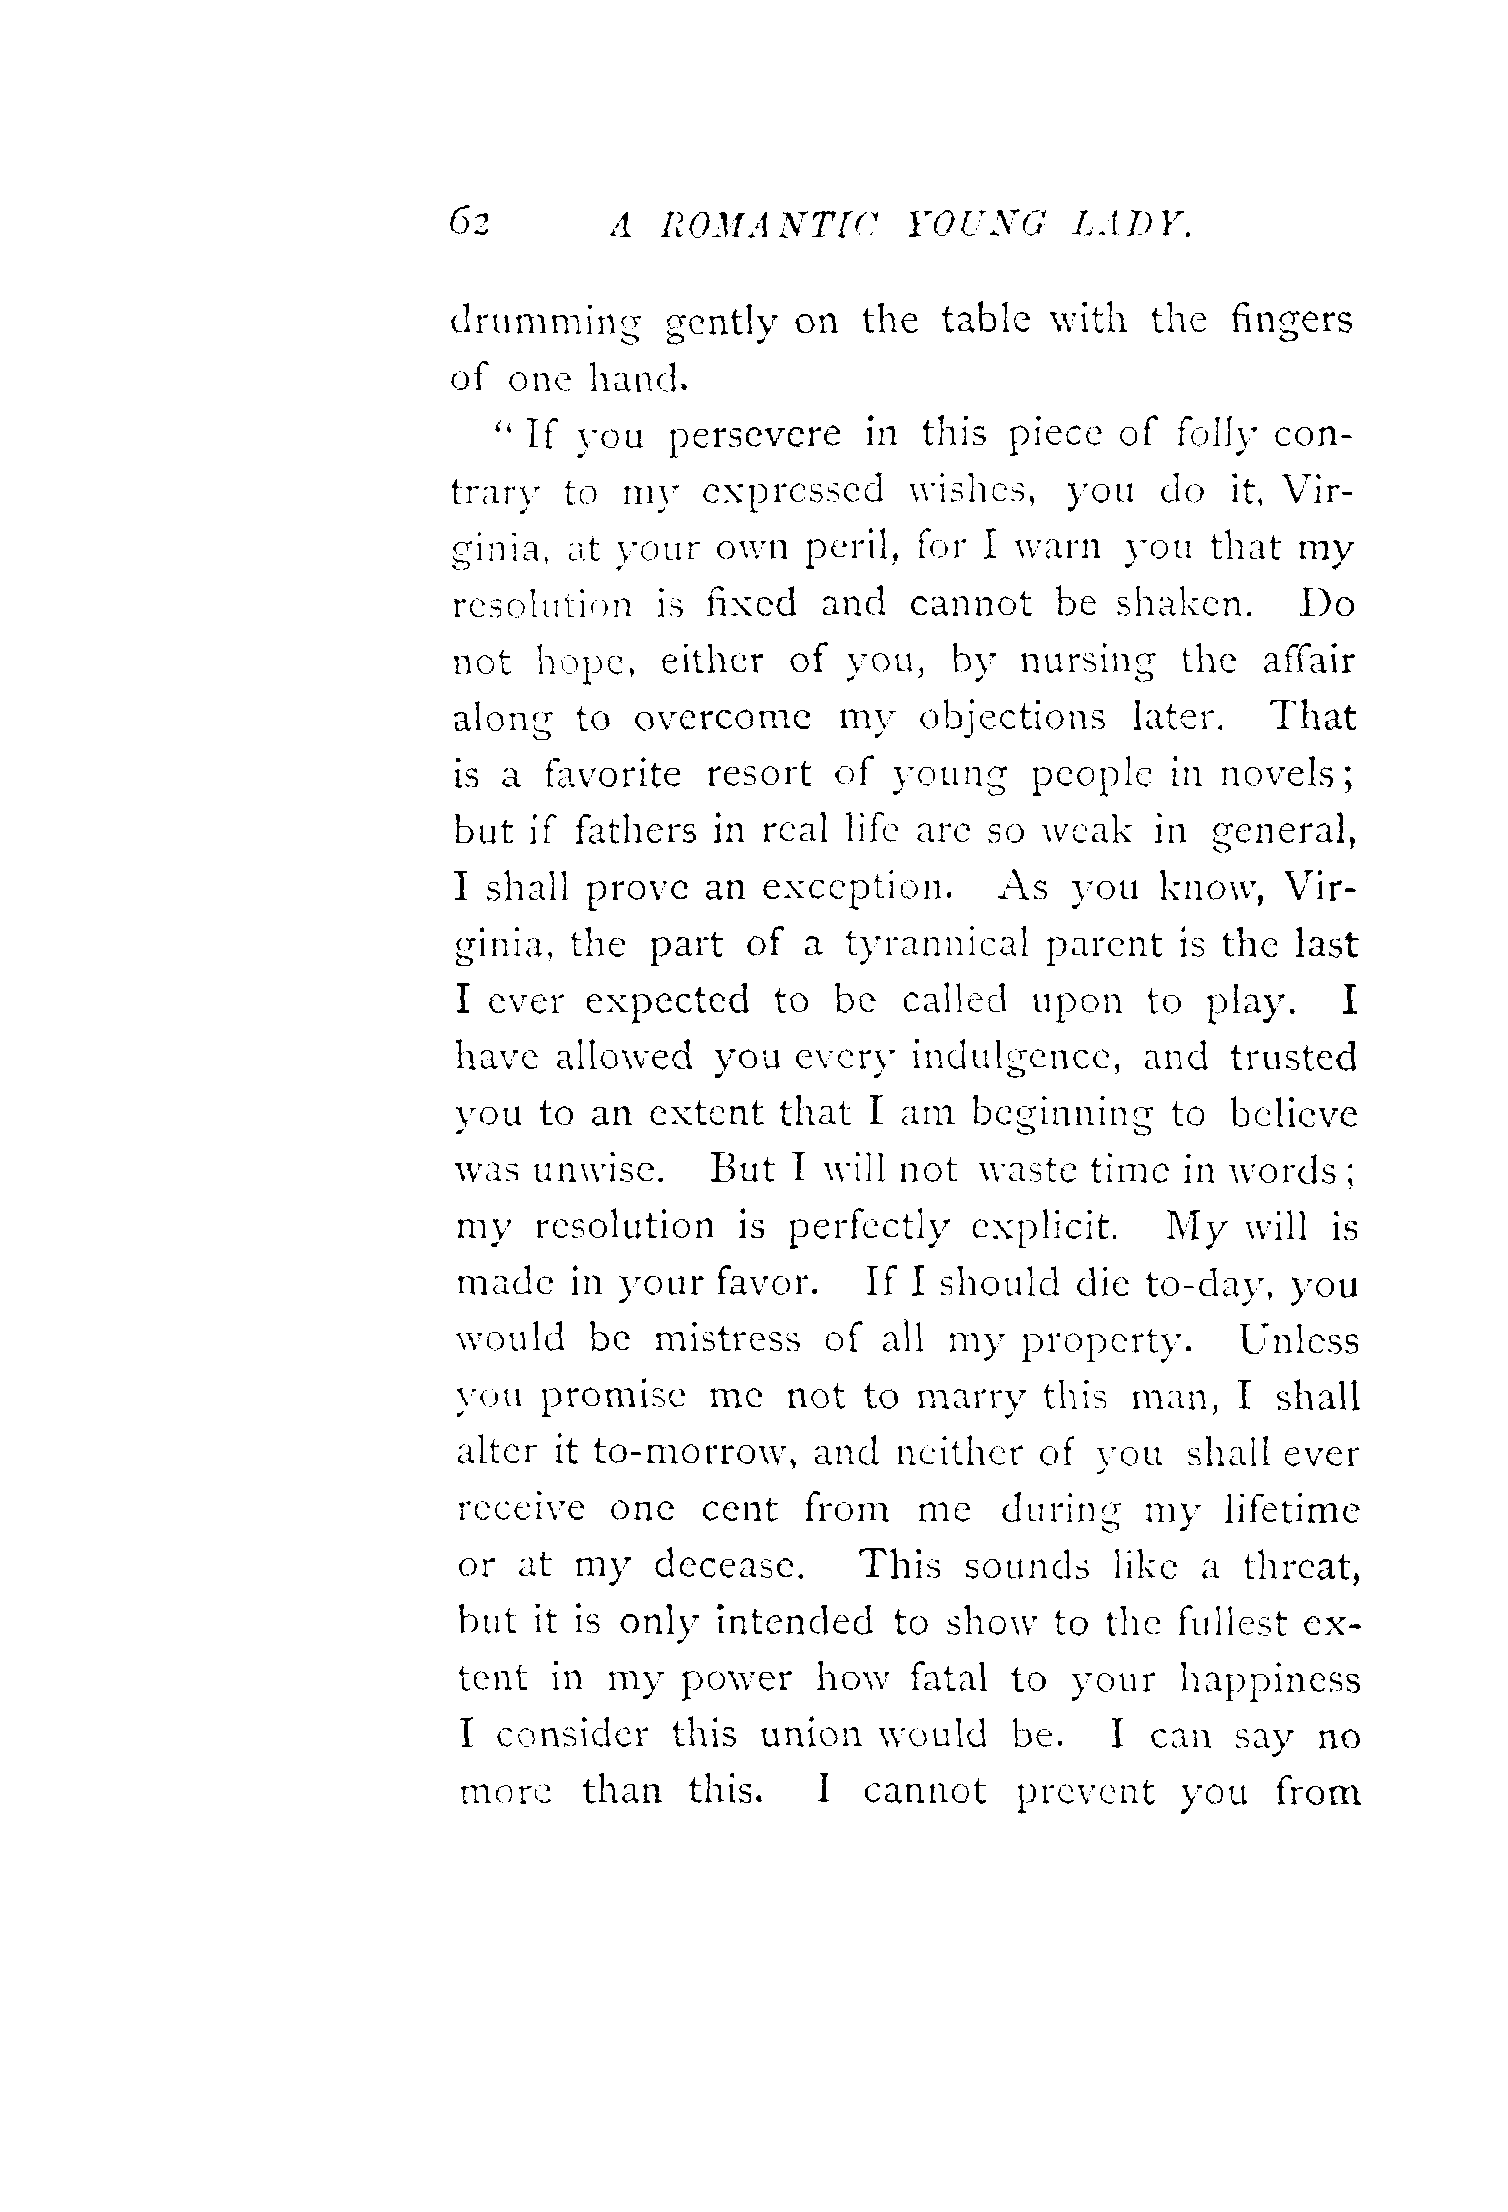 62 A ROMANTIC YOUNG LADY.
drumming gently on the table with the fingers
of one hand.
“ If you persevere in this piece of folly con-
trary to my expressed wishes, you do it, Vir-
ginia, at your own peril, for I warn you that my
resolution is fixed and cannot be shaken. Do
not hope, either of you, by nursing the affair
along to overcome my objections later. That
is a favorite resort of young people in novels;
but if fathers in real life are so weak in general,
I shall prove an exception. As you know, Vir-
ginia, the part of a tyrannical parent is the last
I ever expected to be called upon to play. I
have allowed you every indulgence, and trusted
you to an extent that I am beginning to believe
was unwise. But I will not waste time in words;
my resolution is perfectly explicit. My will is
made in your favor. If I should die to-day, you
would be mistress of all my property. Unless
you promise me not to marry this man, I shall
alter it to-morrow, and neither of you shall ever
receive one cent from me during my lifetime
or at my decease. This sounds like a threat,
but it is only intended to show to the fullest ex-
tent in my power how fatal to your happiness
I consider this union would be. I can say no
more than this. I cannot prevent you from